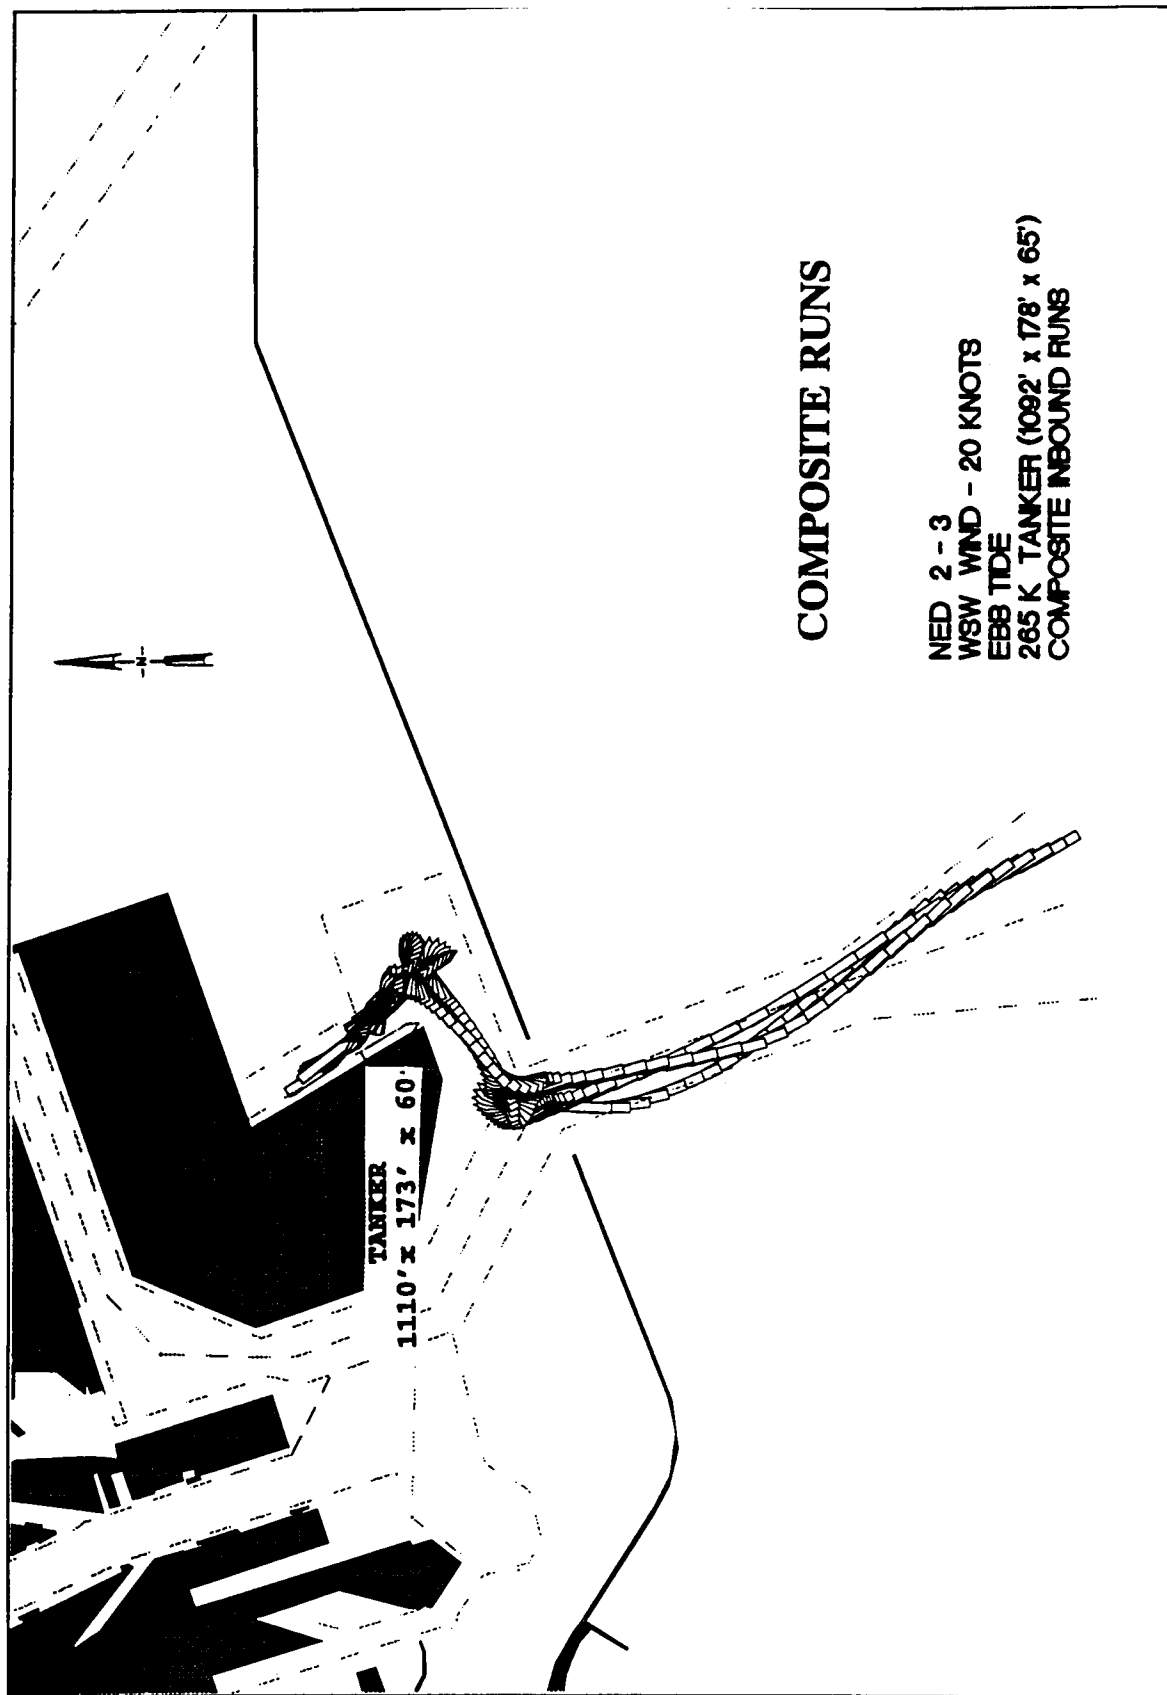 N
TANKER
1110'x 173' x 60'
COMPOSITE RUNS
NED 2 - 3
WSW WIND - 20 KNOTS
EBB TIDE
265 K TANKER (1092' x 178' x 65')
COMPOSITE INBOUND RUNS